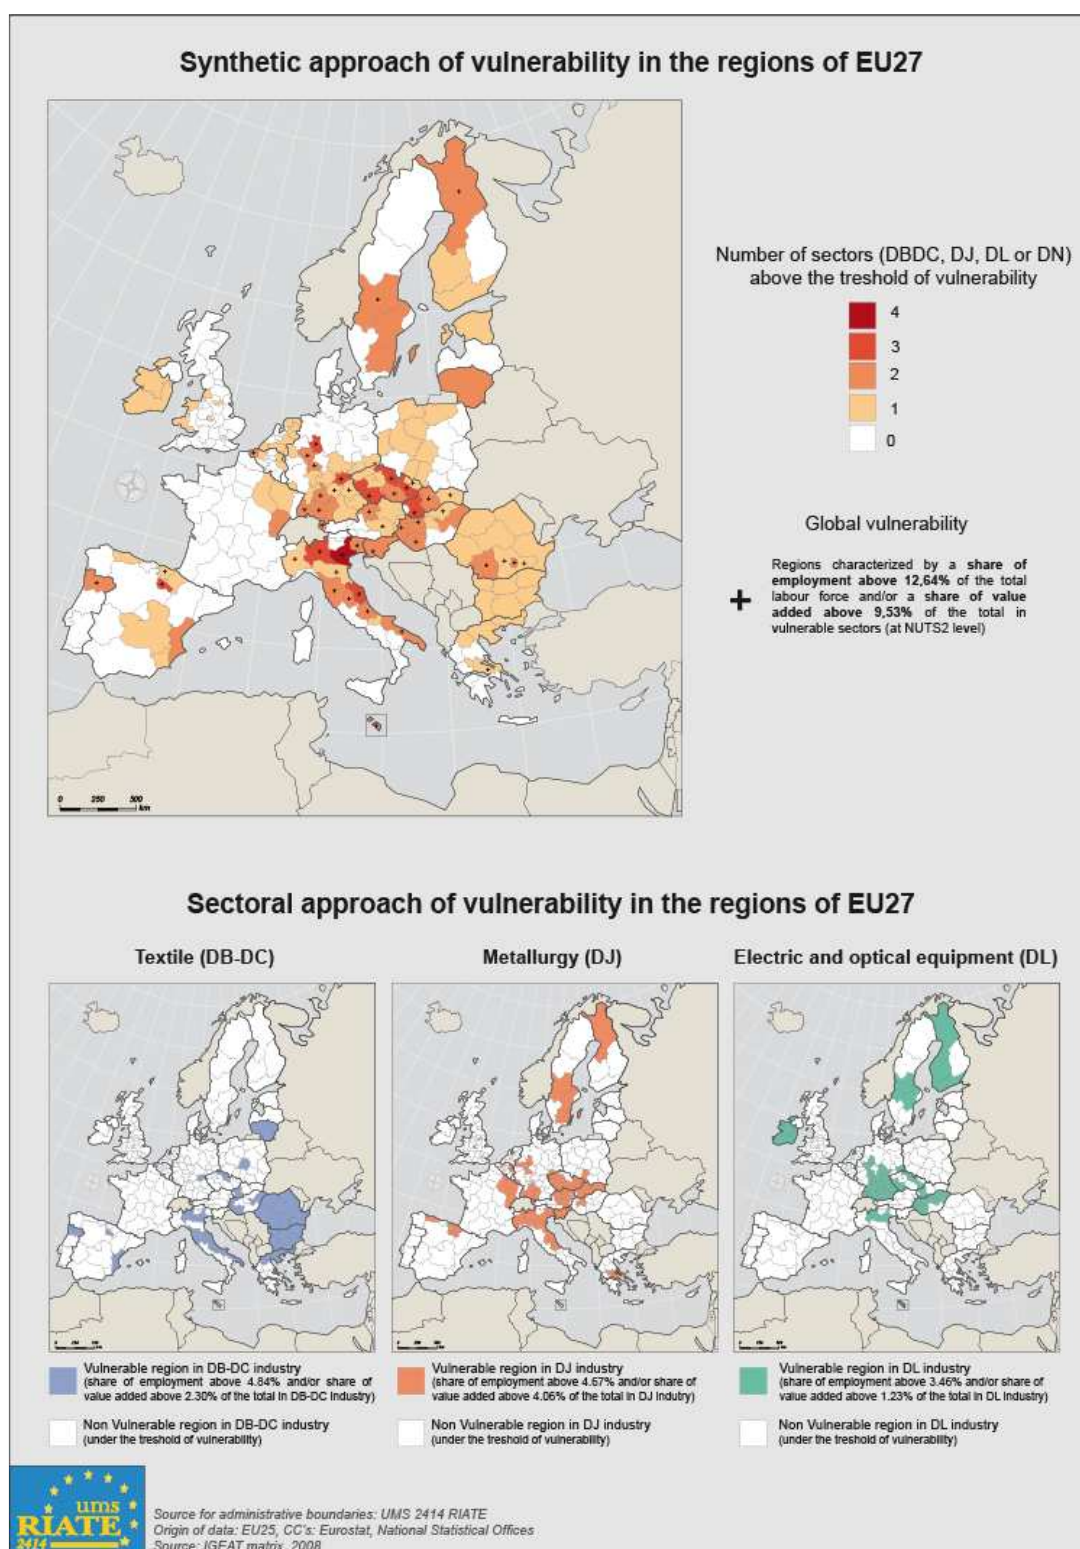 Synthetic approach of vulnerability in the regions of EU27
Number of sectors (DBDC, DJ, DL or DN)
above the treshold of vulnerability
4
3
2
1
0
Global vulnerability
+
Regions characterized by a share of
employment above 12,64% of the total
labour force and/or a share of value
added above 9,53% of the total in
vulnerable sectors (at NUTS2 level)
0 250 500
km
Sectoral approach of vulnerability in the regions of EU27
Textile (DB-DC)
Metallurgy (DJ)
Electric and optical equipment (DL)
Vulnerable region in DB-DC industry
(share of employment above 4.84% and/or share of
value added above 2.30% of the total in DB-DC Industry)
Non Vulnerable region in DB-DC industry
(under the treshold of vulnerability)
Vulnerable region in DJ industry
(share of employment above 4.67% and/or share of
value added above 4.06% of the total in DJ Indutry)
Non Vulnerable region in DJ industry
(under the treshold of vulnerability)
Vulnerable region in DL industry
(share of employment above 3.46% and/or share of
value added above 1.23% of the total in DL Industry)
Non Vulnerable region in DL industry
(under the treshold of vulnerability)
ums
RIATE
2414
Source for administrative boundaries: UMS 2414 RIATE
Origin of data: EU25, CC's: Eurostat, National Statistical Offices
Source: IGEAT matrix, 2008